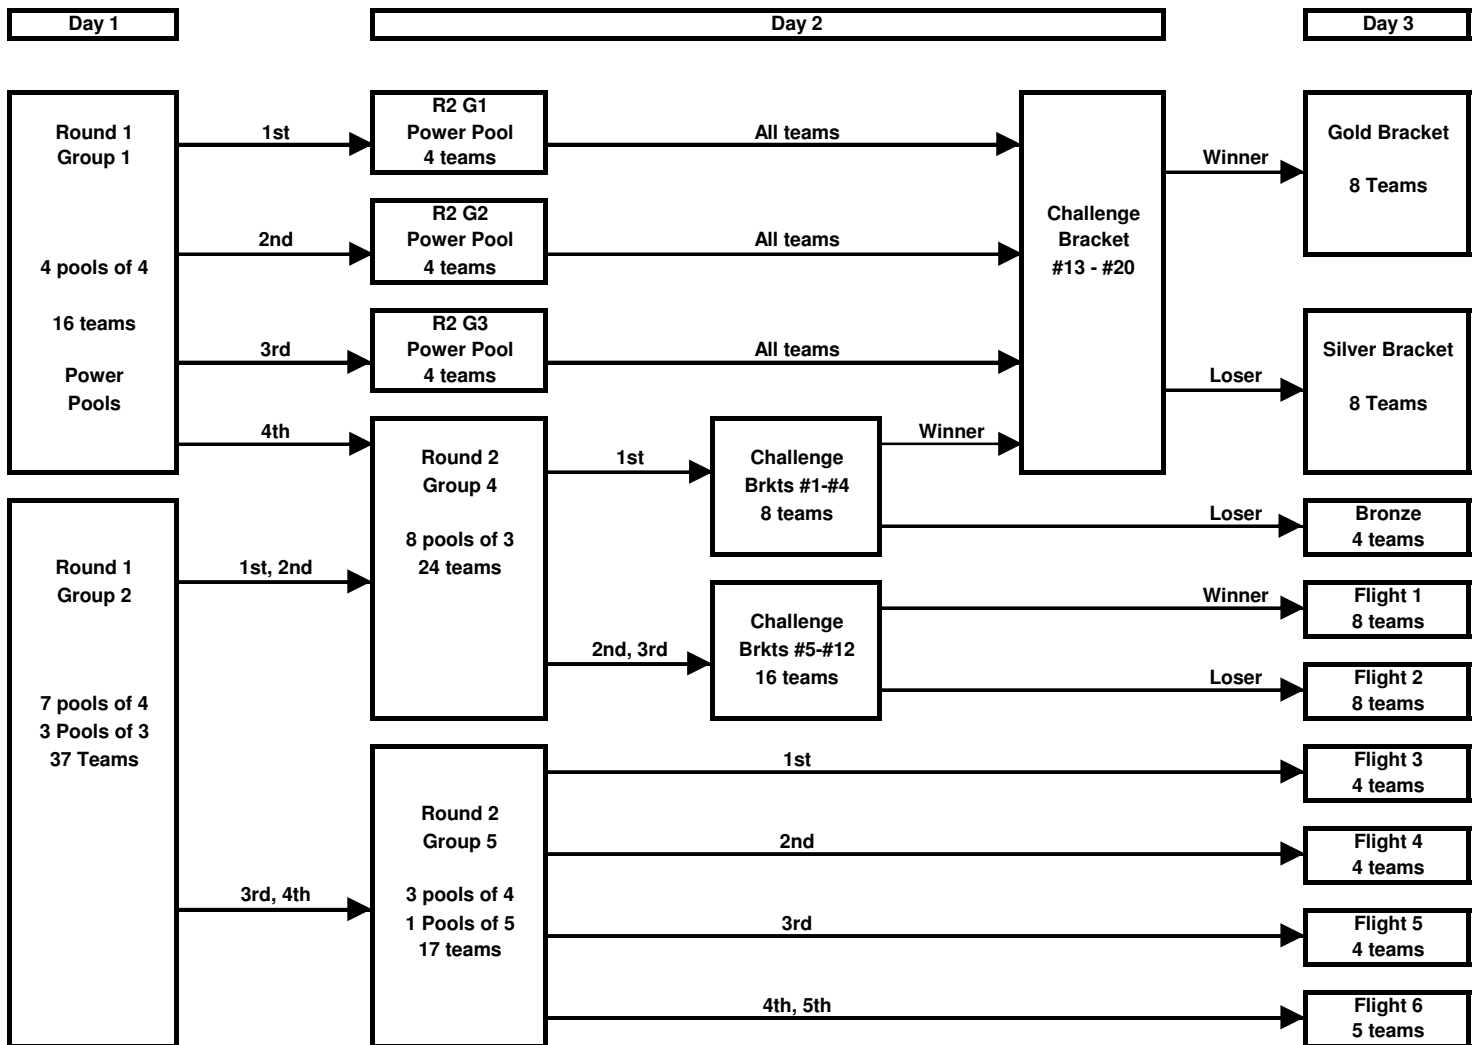 Day 1
Day 2
Day 3
Round 1
Group 1
4 pools of 4
16 teams
Power
Pools
1st
2nd
3rd
4th
R2 G1
Power Pool
4 teams
R2 G2
Power Pool
4 teams
R2 G3
Power Pool
4 teams
All teams
All teams
All teams
Challenge
Bracket
#13 - #20
Winner
Loser
Gold Bracket
8 Teams
Silver Bracket
8 Teams
Round 1
Group 2
7 pools of 4
3 Pools of 3
37 Teams
1st, 2nd
3rd, 4th
Round 2
Group 4
8 pools of 3
24 teams
1st
2nd, 3rd
Challenge
Brkts #1-#4
8 teams
Winner
Loser
Bronze
4 teams
Challenge
Brkts #5-#12
16 teams
Winner
Loser
Flight 1
8 teams
Flight 2
8 teams
Round 2
Group 5
3 pools of 4
1 Pools of 5
17 teams
1st
2nd
3rd
4th, 5th
Flight 3
4 teams
Flight 4
4 teams
Flight 5
4 teams
Flight 6
5 teams